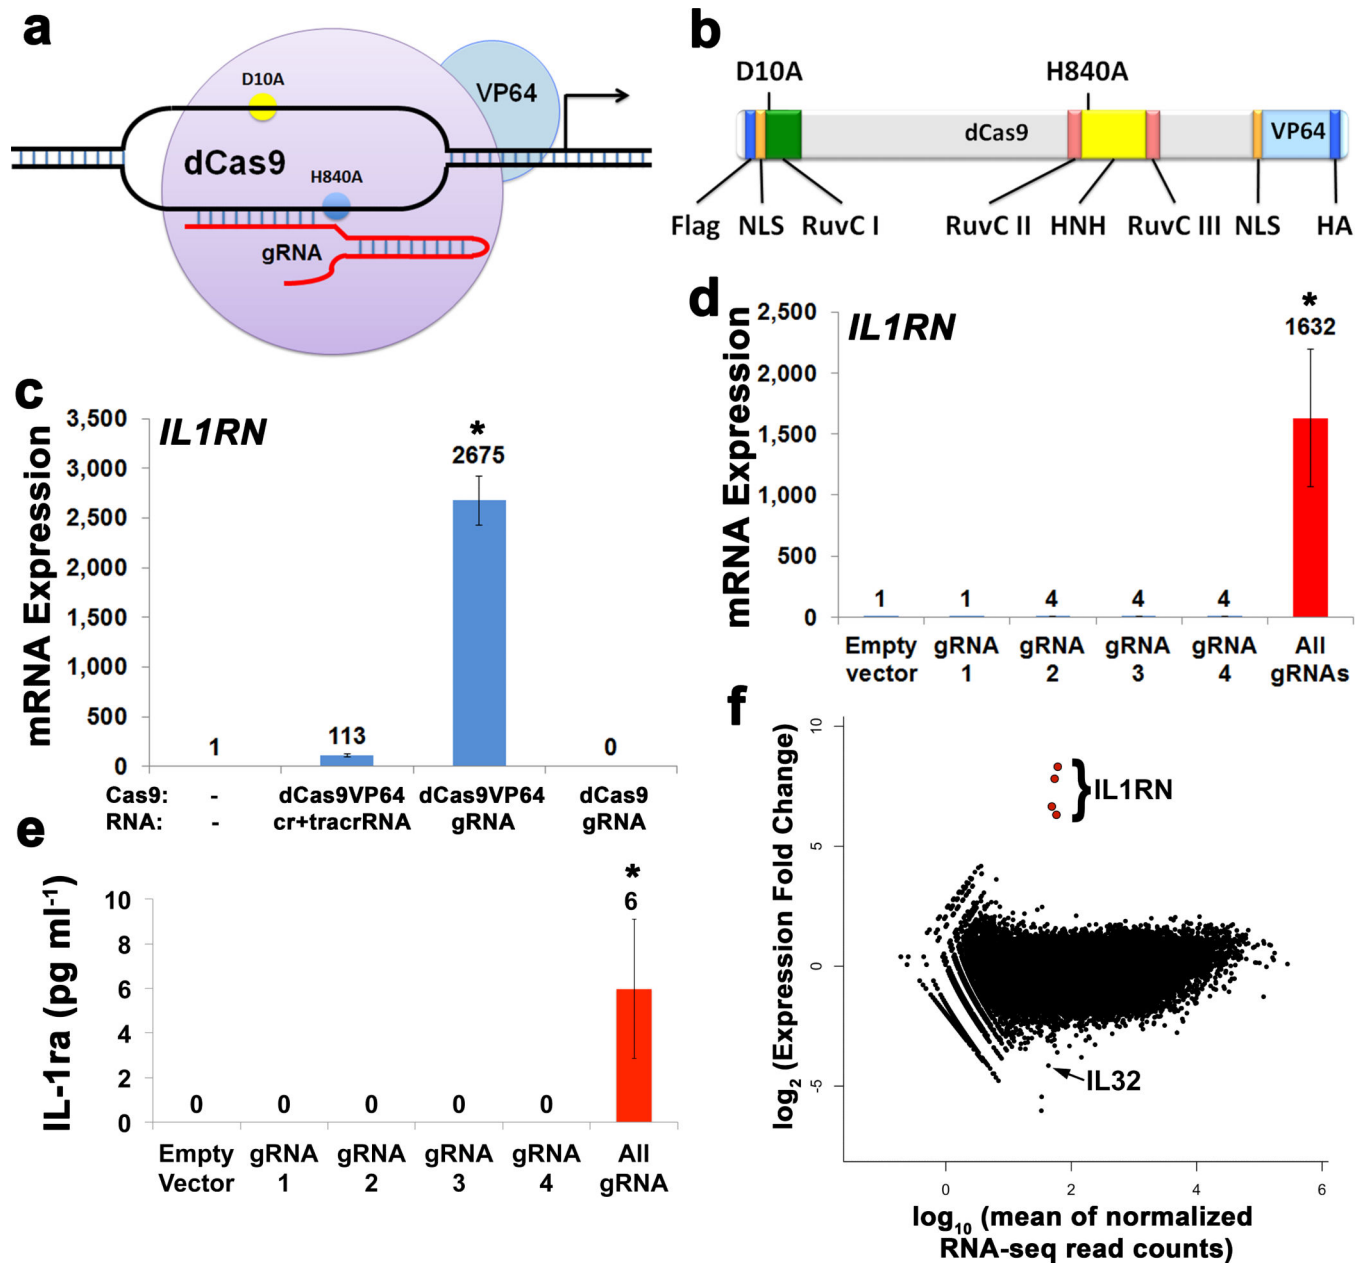 a
D10A
VP64
dCas9
H840A
gRNA
b
D10A H840A
dCas9 VP64
Flag NLS RuvC I RuvC II HNH RuvC III NLS HA
c
mRNA Expression
IL1RN
3,500
3,000
2,500
2,000
1,500
1,000
500
0
1
113
*
2675
0
Cas9: - dCas9VP64 dCas9VP64 dCas9
RNA: - cr+tracrRNA gRNA gRNA
d
mRNA Expression
IL1RN
2,500
2,000
1,500
1,000
500
0
1 1 4 4 4
*
1632
Empty gRNA gRNA gRNA gRNA All
vector 1 2 3 4 gRNAs
e
IL-1ra (pg ml⁻¹)
10
8
6
4
2
0
0 0 0 0 0
*
6
Empty gRNA gRNA gRNA gRNA All
Vector 1 2 3 4 gRNA
f
log₂ (Expression Fold Change)
10
5
0
-5
}IL1RN
IL32
0 2 4 6
log₁₀ (mean of normalized
RNA-seq read counts)